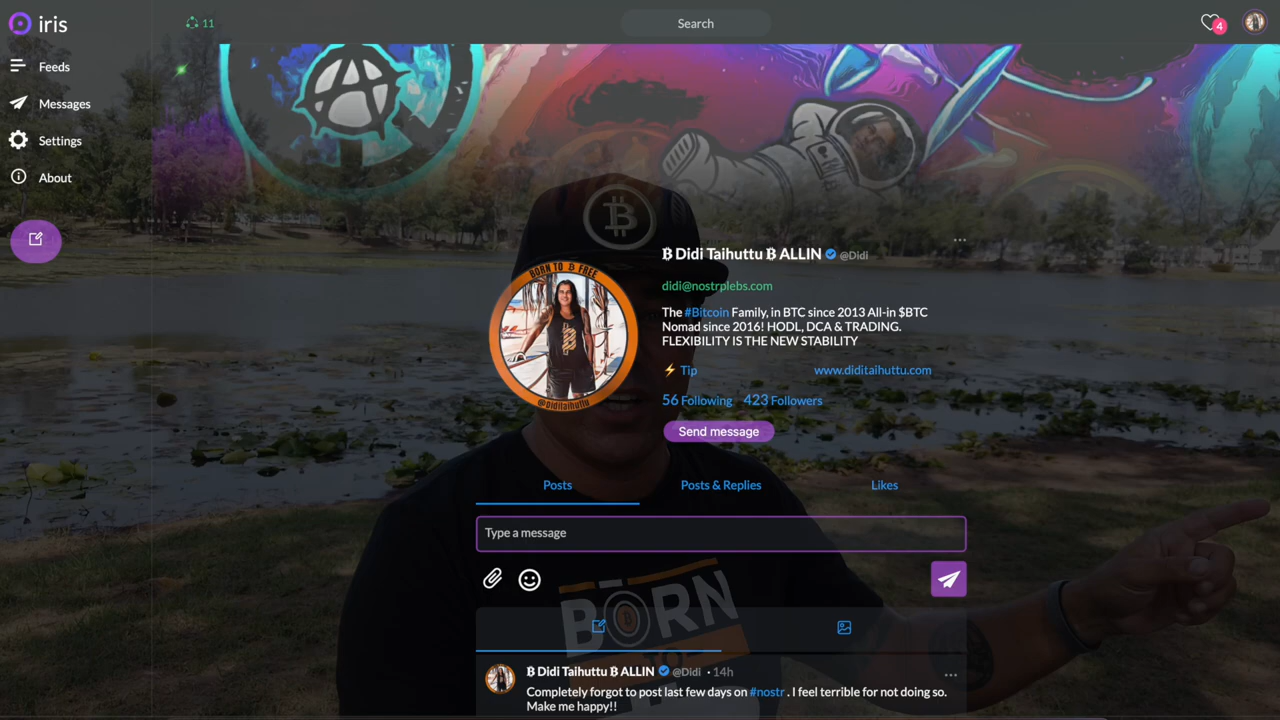 iris
11
Search
4
Feeds
Messages
Settings
About
₿ Didi Taihuttu ₿ ALLIN @Didi
didi@nostrplebs.com
BORN TO ₿ FREE
@diditaihuttu
The #Bitcoin Family, in BTC since 2013 All-in $BTC
Nomad since 2016! HODL, DCA & TRADING.
FLEXIBILITY IS THE NEW STABILITY
⚡ Tip
www.diditaihuttu.com
56 Following 423 Followers
Send message
Posts
Posts & Replies
Likes
Type a message
BORN
₿ Didi Taihuttu ₿ ALLIN @Didi · 14h
Completely forgot to post last few days on #nostr . I feel terrible for not doing so.
Make me happy!!